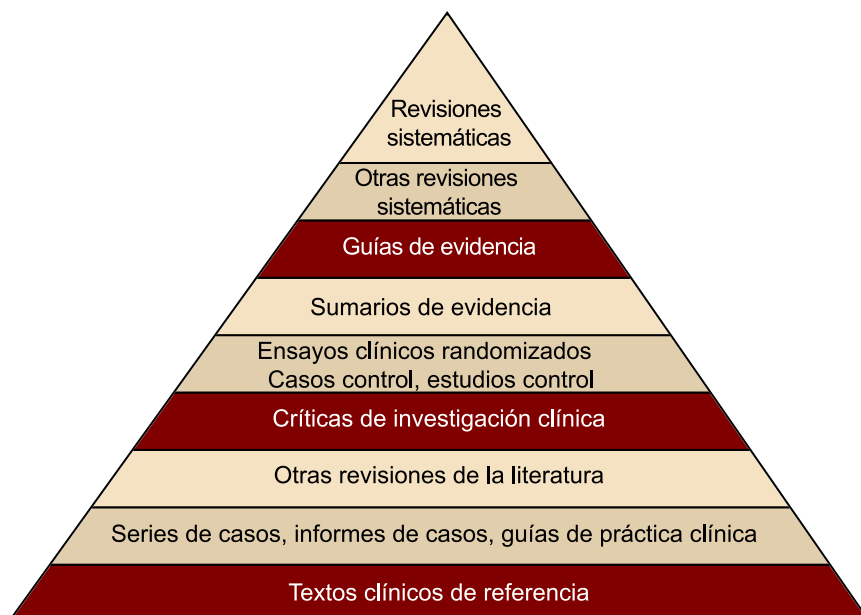 Revisiones
sistemáticas
Otras revisiones
sistemáticas
Guías de evidencia
Sumarios de evidencia
Ensayos clínicos randomizados
Casos control, estudios control
Críticas de investigación clínica
Otras revisiones de la literatura
Series de casos, informes de casos, guías de práctica clínica
Textos clínicos de referencia